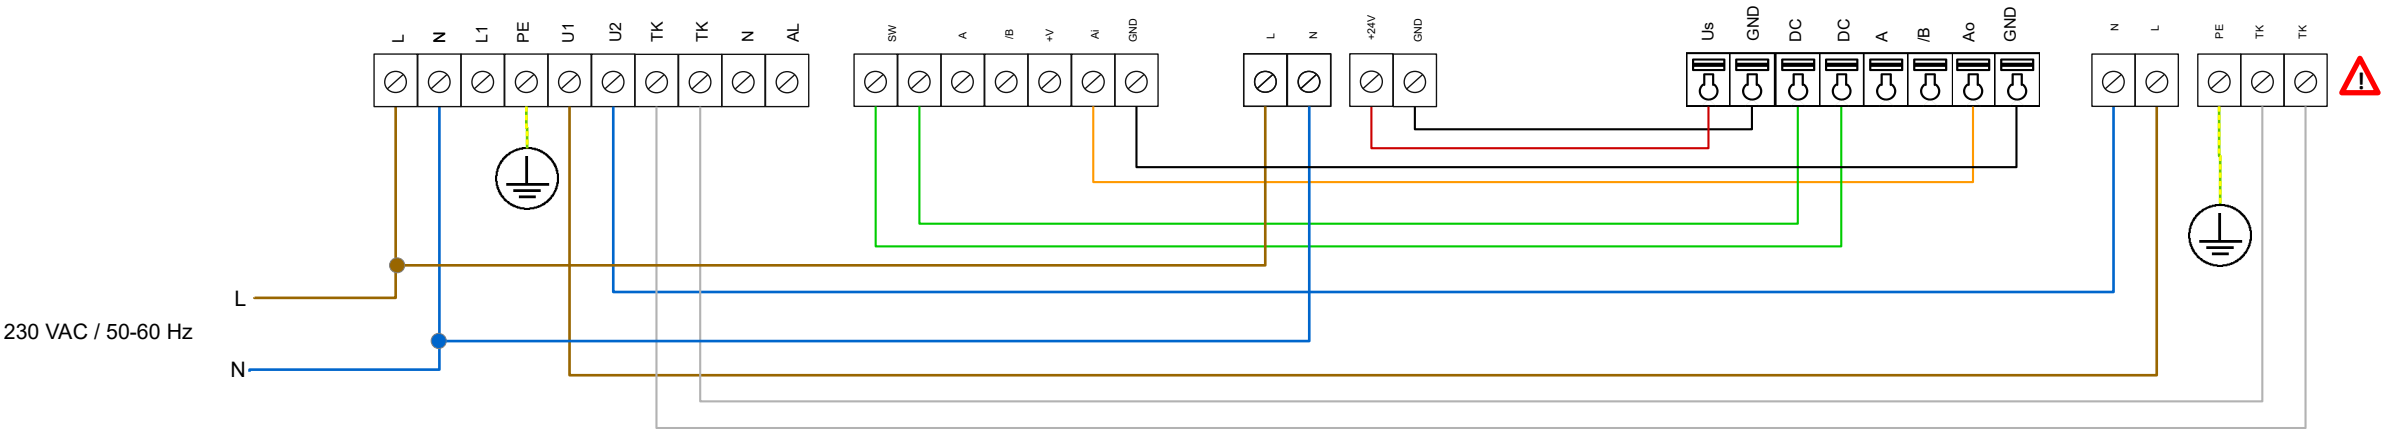 L N L1 PE U1 U2 TK TK N AL
SW A /B +V Ai GND
L N
+24V GND
Us GND DC DC A /B Ao GND
N L
PE TK TK
!
L
230 VAC / 50-60 Hz
N